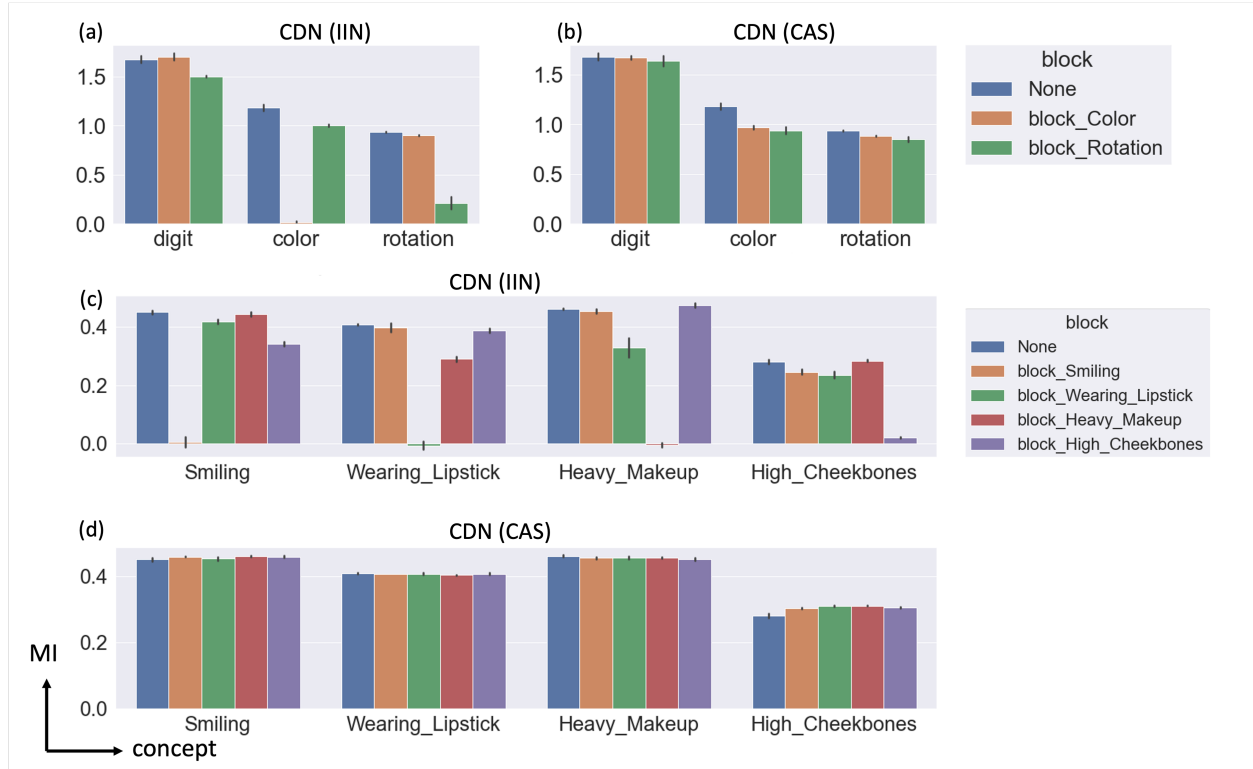 (a)
CDN (IIN)
1.5
1.0
0.5
0.0
digit color rotation
(b)
CDN (CAS)
1.5
1.0
0.5
0.0
digit color rotation
block
None
block_Color
block_Rotation
(c)
CDN (IIN)
0.4
0.2
0.0
Smiling Wearing_Lipstick Heavy_Makeup High_Cheekbones
block
None
block_Smiling
block_Wearing_Lipstick
block_Heavy_Makeup
block_High_Cheekbones
(d)
CDN (CAS)
0.4
0.2
0.0
Smiling Wearing_Lipstick Heavy_Makeup High_Cheekbones
MI
concept